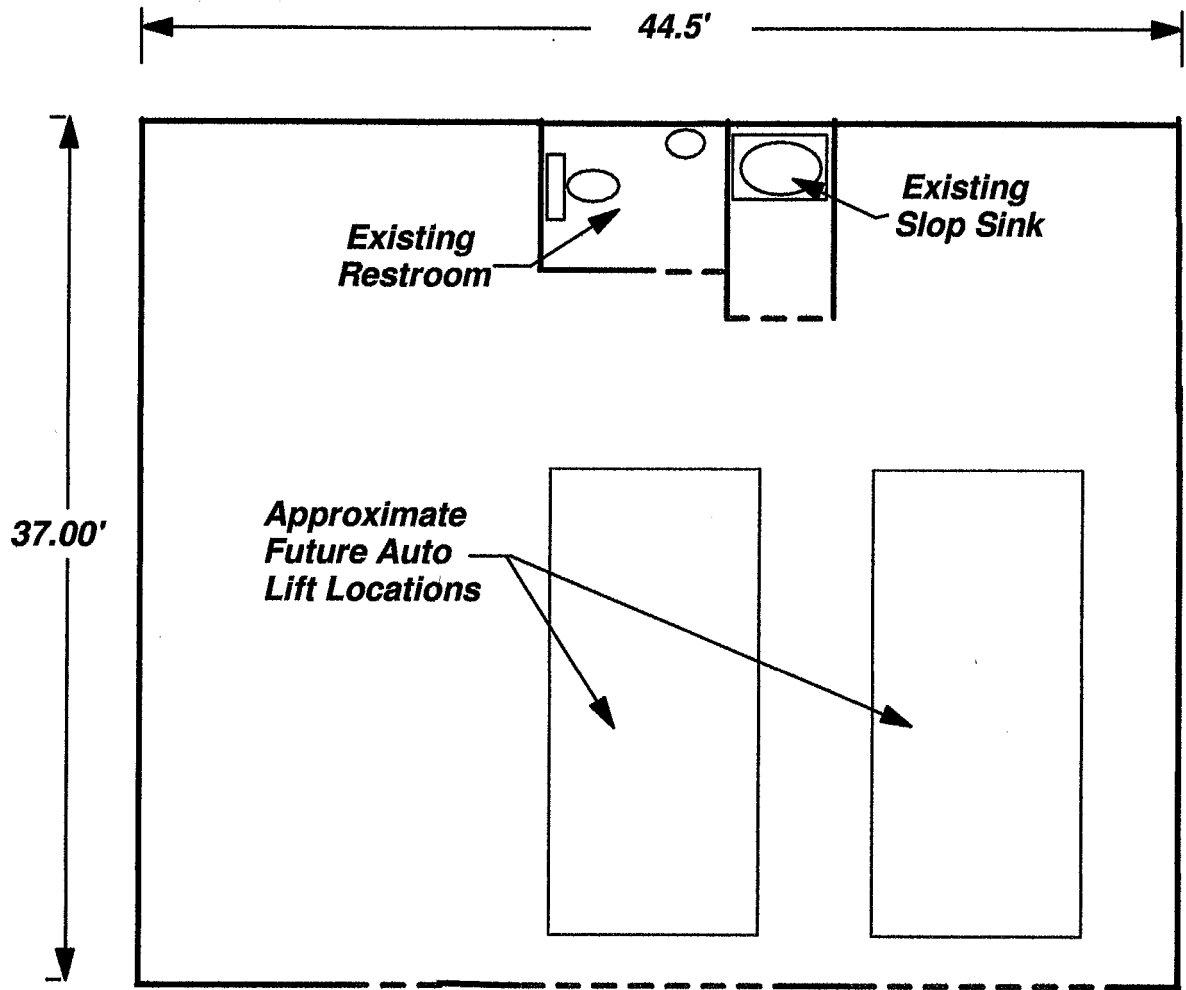 44.5'
Existing
Slop Sink
Existing
Restroom
37.00'
Approximate
Future Auto
Lift Locations